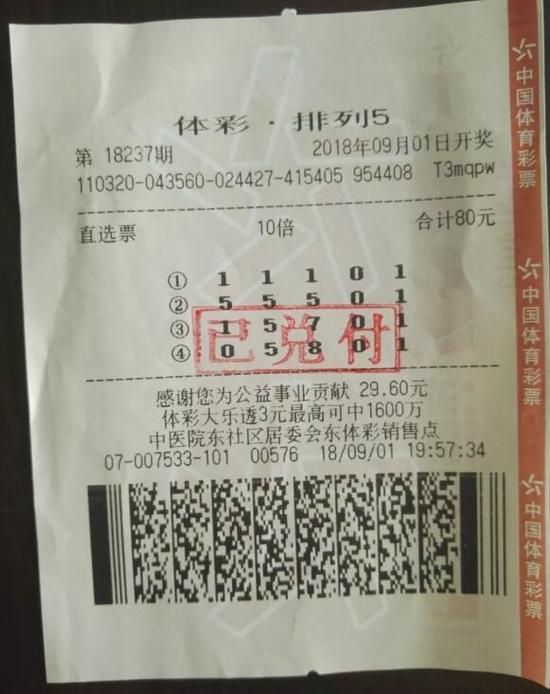 体彩·排列5
第 18237期 2018年09月01日开奖
110320-043560-024427-415405 954408 T3mqpw
直选票 10倍 合计80元
① 1 1 1 0 1
② 5 5 5 0 1
③ 1 5 7 0 1
④ 0 5 8 0 1
已兑付
感谢您为公益事业贡献 29.60元
体彩大乐透3元最高可中1600万
中医院东社区居委会东体彩销售点
07-007533-101 00576 18/09/01 19:57:34
中国体育彩票
中国体育彩票
中国体育彩票